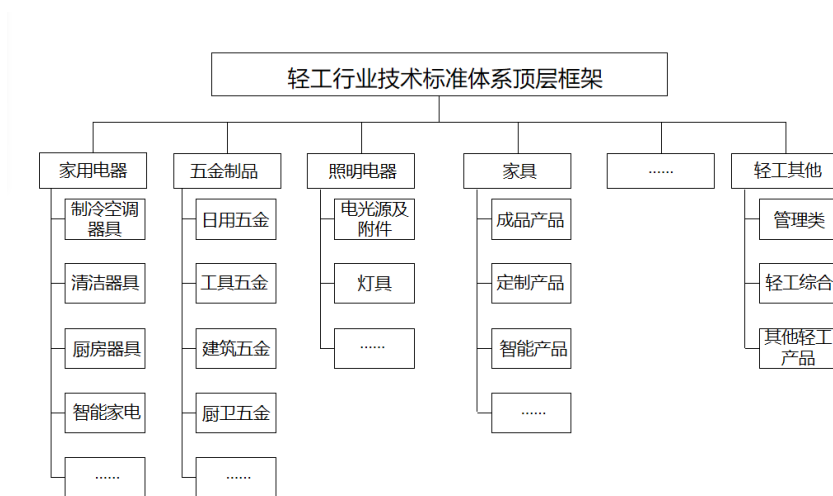 轻工行业技术标准体系顶层框架
家用电器
五金制品
照明电器
家具
······
轻工其他
制冷空调
器具
日用五金
电光源及
附件
成品产品
管理类
清洁器具
工具五金
灯具
定制产品
轻工综合
厨房器具
建筑五金
······
智能产品
其他轻工
产品
智能家电
厨卫五金
······
······
······